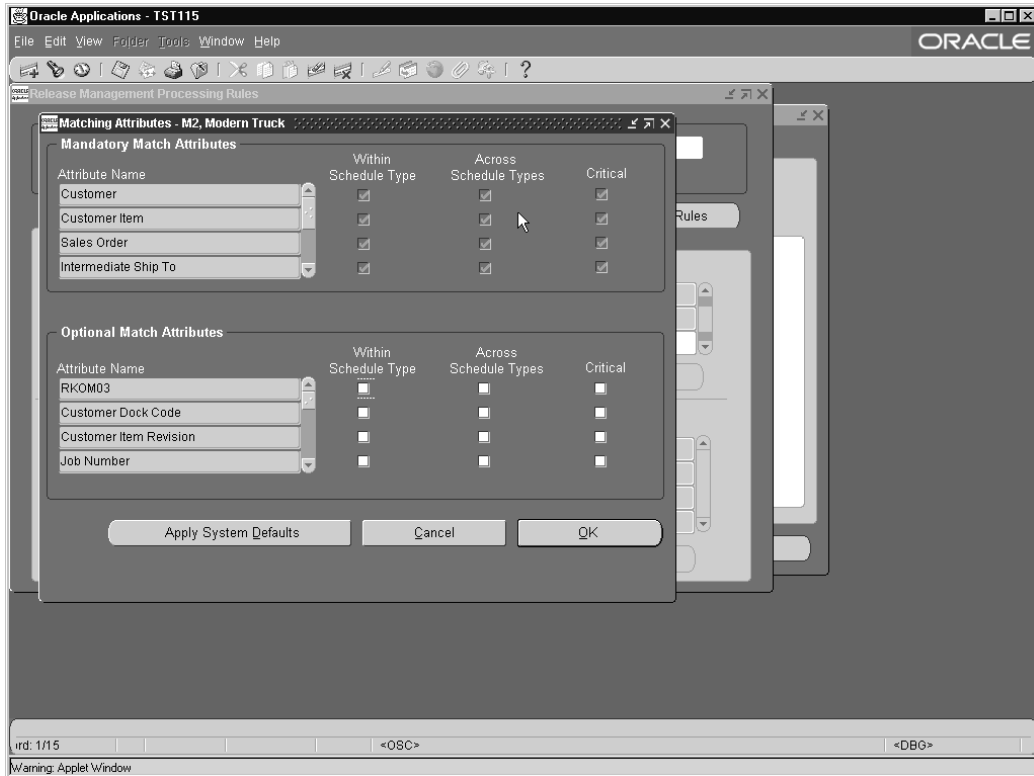 Oracle Applications - TST115
File Edit View Folder Tools Window Help
ORACLE
Release Management Processing Rules
Matching Attributes - M2, Modern Truck
Mandatory Match Attributes
Attribute Name
Within
Schedule Type
Across
Schedule Types
Critical
Customer
Customer Item
Sales Order
Intermediate Ship To
Rules
Optional Match Attributes
Attribute Name
Within
Schedule Type
Across
Schedule Types
Critical
RKOM03
Customer Dock Code
Customer Item Revision
Job Number
Apply System Defaults
Cancel
OK
ord: 1/15
<OSC>
<DBG>
Warning: Applet Window